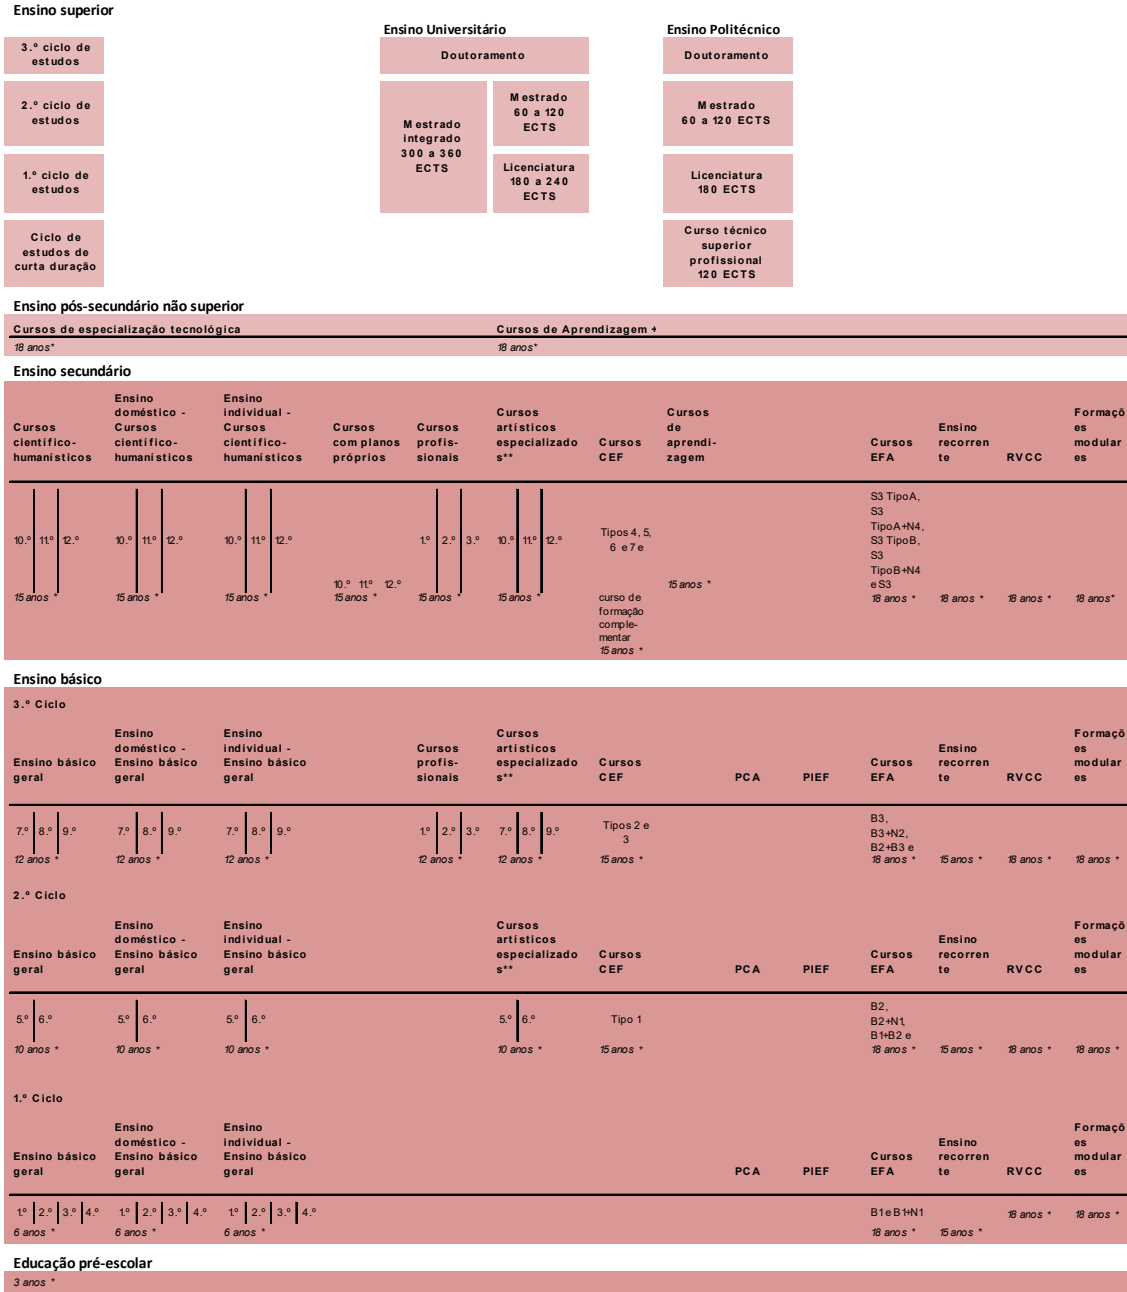 Ensino superior
Ensino Universitário Ensino Politécnico
3.º ciclo de
estudos
Doutoramento
Doutoramento
2.º ciclo de
estudos
Mestrado
integrado
300 a 360
ECTS
Mestrado
60 a 120
ECTS
Mestrado
60 a 120 ECTS
1.º ciclo de
estudos
Licenciatura
180 a 240
ECTS
Licenciatura
180 ECTS
Ciclo de
estudos de
curta duração
Curso técnico
superior
profissional
120 ECTS
Ensino pós-secundário não superior
Cursos de especialização tecnológica Cursos de Aprendizagem +
18 anos* 18 anos*
Ensino secundário
Cursos
científico-
humanísticos
Ensino
doméstico -
Cursos
científico-
humanísticos
Ensino
individual -
Cursos
científico-
humanísticos
Cursos
com planos
próprios
Cursos
profis-
sionais
Cursos
artísticos
especializado
s**
Cursos
CEF
Cursos
de
aprendi-
zagem
Cursos
EFA
Ensino
recorren
te
RVCC
Formaçõ
es
modular
es
10.º 11.º 12.º
15 anos *
10.º 11.º 12.º
15 anos *
10.º 11.º 12.º
15 anos *
10.º 11.º 12.º
15 anos *
1.º 2.º 3.º
15 anos *
10.º 11.º 12.º
15 anos *
Tipos 4, 5,
6 e 7 e
curso de
formação
comple-
mentar
15 anos *
15 anos *
S3 TipoA,
S3
TipoA+N4,
S3 TipoB,
S3
TipoB+N4
e S3
18 anos *
18 anos *
18 anos *
18 anos*
Ensino básico
3.º Ciclo
Ensino básico
geral
Ensino
doméstico -
Ensino básico
geral
Ensino
individual -
Ensino básico
geral
Cursos
profis-
sionais
Cursos
artísticos
especializado
s**
Cursos
CEF
PCA
PIEF
Cursos
EFA
Ensino
recorren
te
RVCC
Formaçõ
es
modular
es
7.º 8.º 9.º
12 anos *
7.º 8.º 9.º
12 anos *
7.º 8.º 9.º
12 anos *
1.º 2.º 3.º
12 anos *
7.º 8.º 9.º
12 anos *
Tipos 2 e
3
15 anos *
B3,
B3+N2,
B2+B3 e
18 anos *
15 anos *
18 anos *
18 anos *
2.º Ciclo
Ensino básico
geral
Ensino
doméstico -
Ensino básico
geral
Ensino
individual -
Ensino básico
geral
Cursos
artísticos
especializado
s**
Cursos
CEF
PCA
PIEF
Cursos
EFA
Ensino
recorren
te
RVCC
Formaçõ
es
modular
es
5.º 6.º
10 anos *
5.º 6.º
10 anos *
5.º 6.º
10 anos *
5.º 6.º
10 anos *
Tipo 1
15 anos *
B2,
B2+N1,
B1+B2 e
18 anos *
15 anos *
18 anos *
18 anos *
1.º Ciclo
Ensino básico
geral
Ensino
doméstico -
Ensino básico
geral
Ensino
individual -
Ensino básico
geral
PCA
PIEF
Cursos
EFA
Ensino
recorren
te
RVCC
Formaçõ
es
modular
es
1.º 2.º 3.º 4.º
6 anos *
1.º 2.º 3.º 4.º
6 anos *
1.º 2.º 3.º 4.º
6 anos *
B1 e B1+N1
18 anos *
15 anos *
18 anos *
18 anos *
Educação pré-escolar
3 anos *